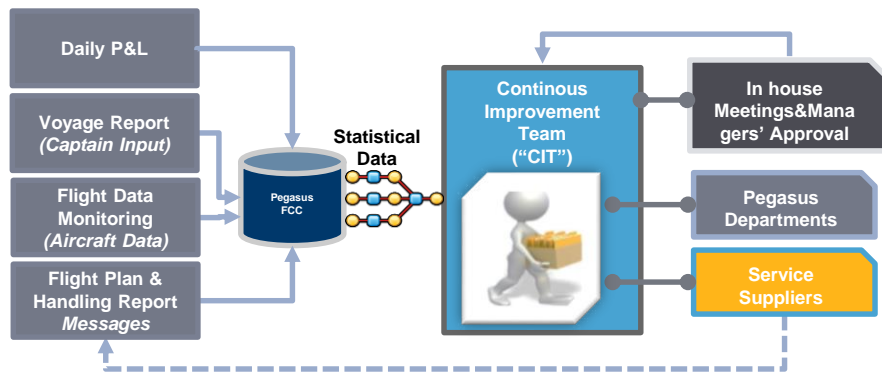 Daily P&L
Voyage Report
(Captain Input)
Flight Data
Monitoring
(Aircraft Data)
Flight Plan &
Handling Report
Messages
Pegasus
FCC
Statistical
Data
Continous
Improvement
Team
(“CIT”)
In house
Meetings&Mana
gers’ Approval
Pegasus
Departments
Service
Suppliers